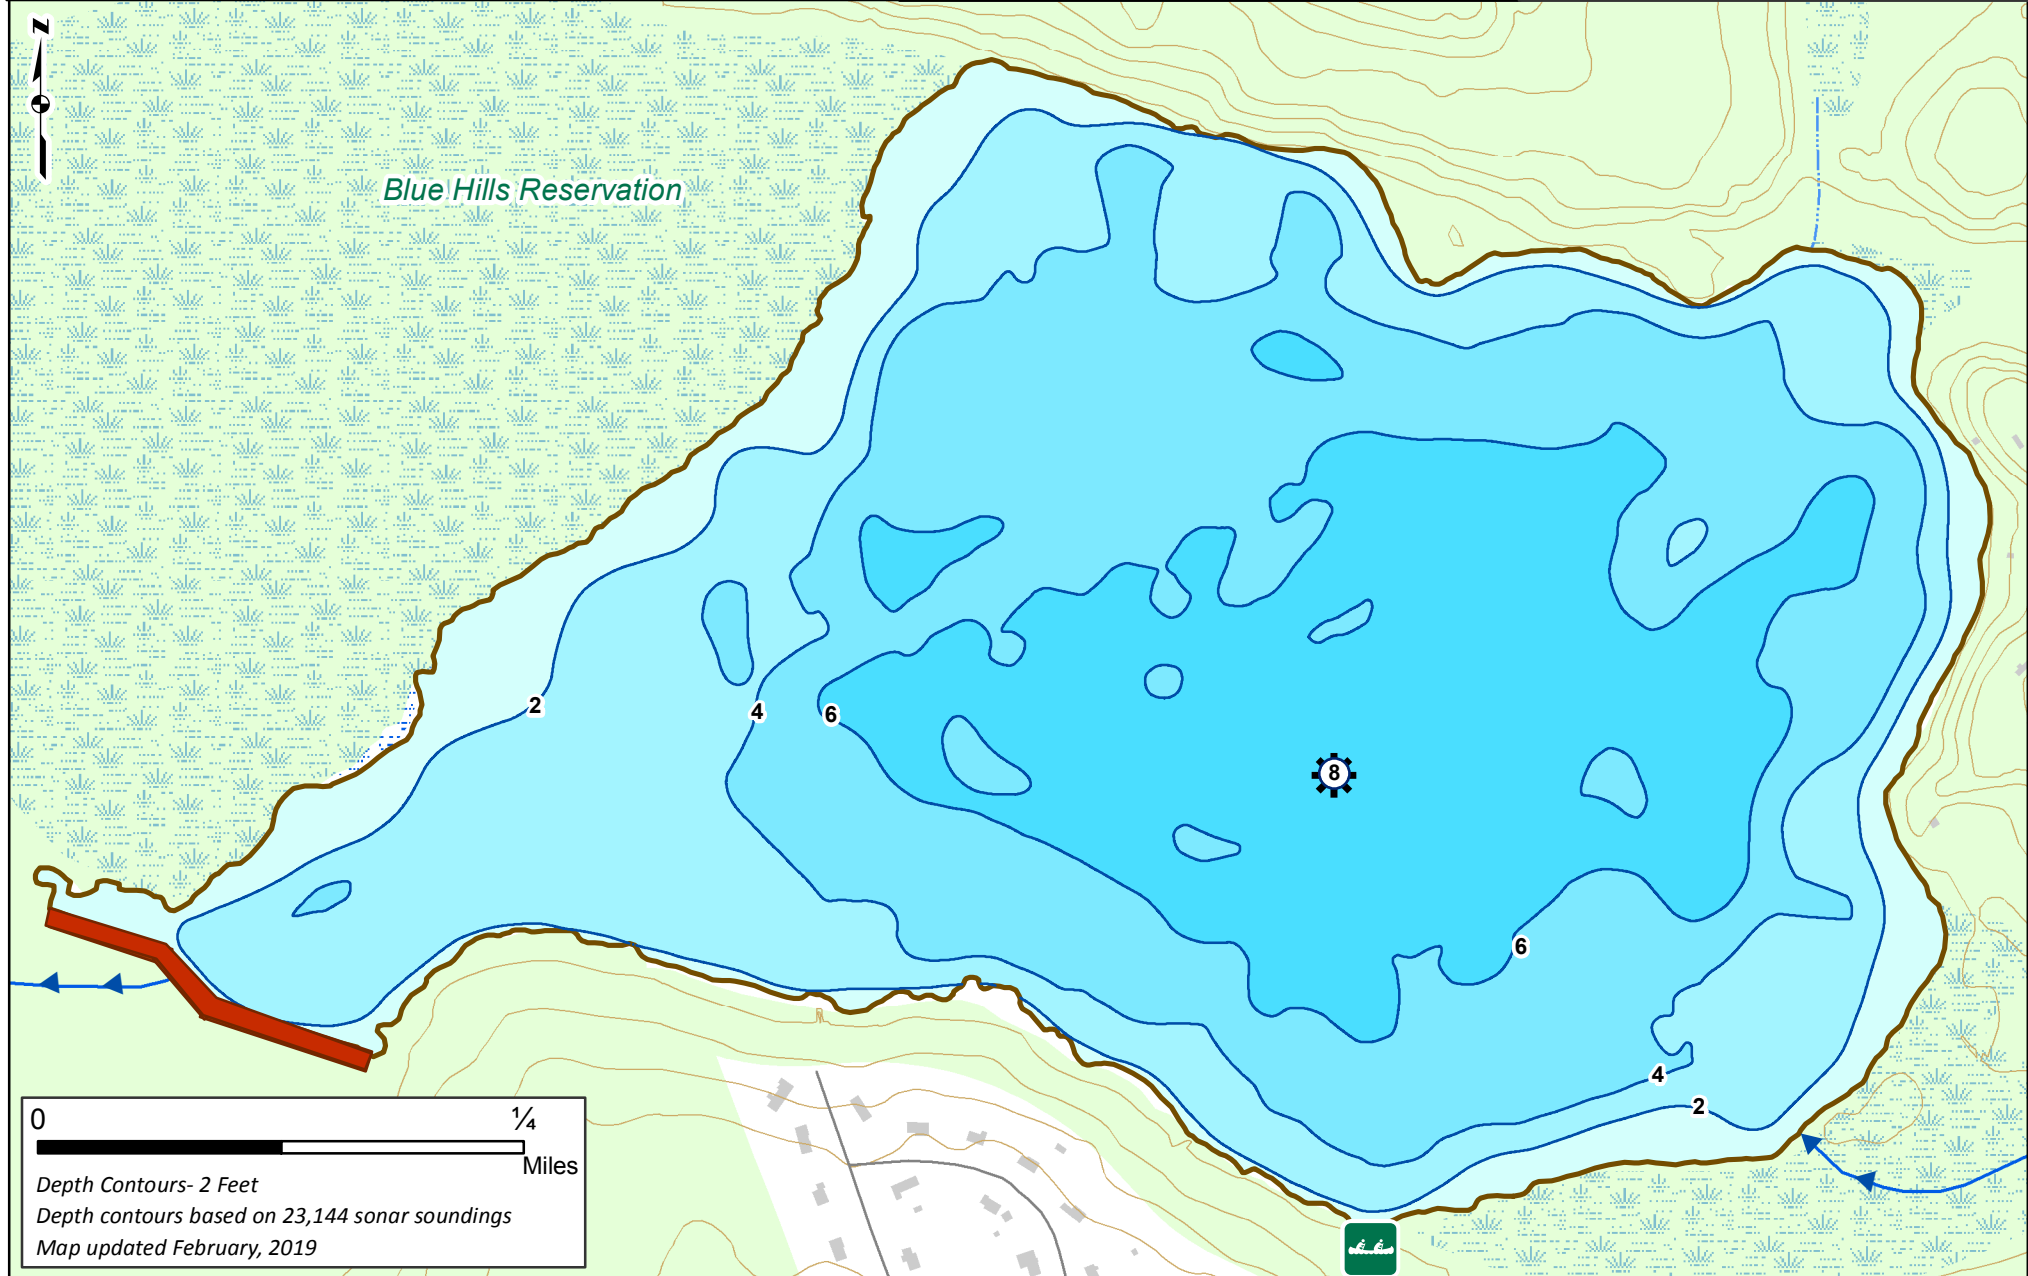 N
Blue Hills Reservation
2
4
6
8
6
4
2
0 ¼
Miles
Depth Contours- 2 Feet
Depth contours based on 23,144 sonar soundings
Map updated February, 2019